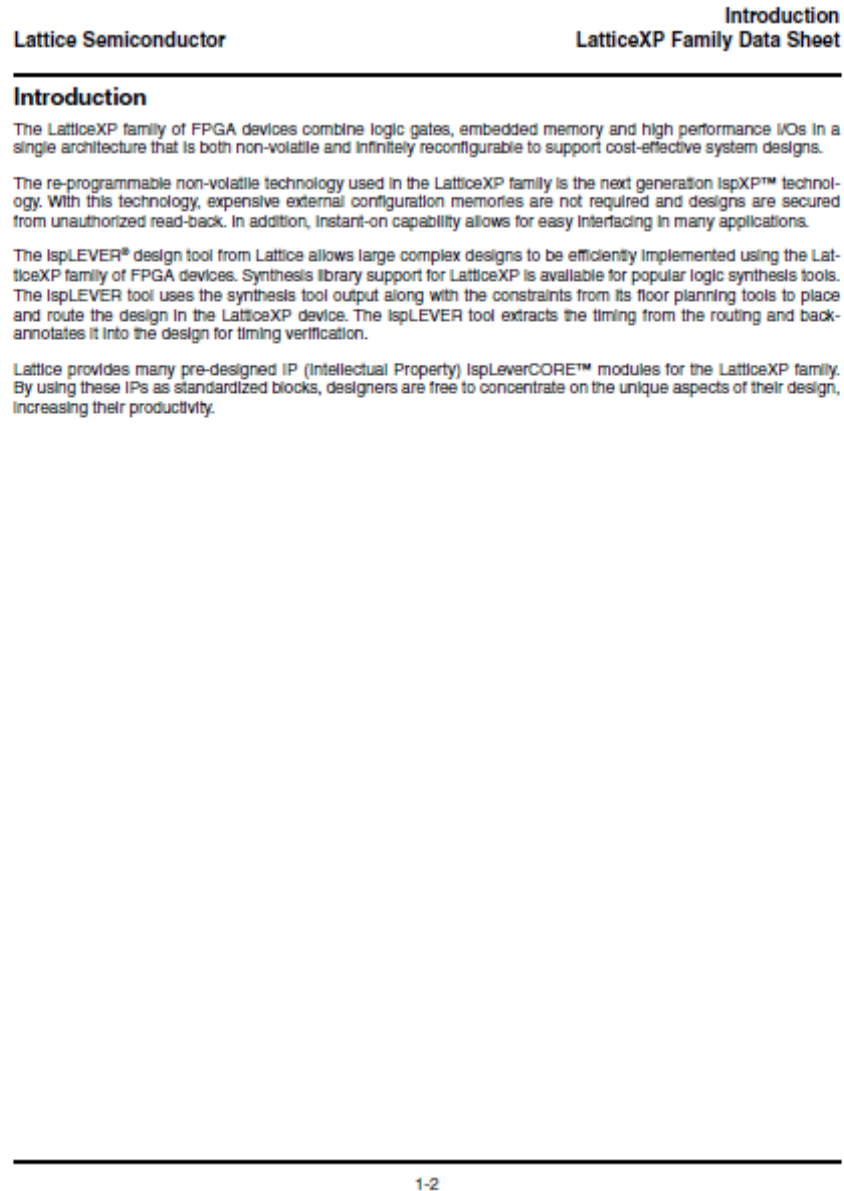 Introduction
Lattice Semiconductor LatticeXP Family Data Sheet
Introduction
The LatticeXP family of FPGA devices combine logic gates, embedded memory and high performance I/Os in a
single architecture that is both non-volatile and infinitely reconfigurable to support cost-effective system designs.
The re-programmable non-volatile technology used in the LatticeXP family is the next generation ispXP™ technol-
ogy. With this technology, expensive external configuration memories are not required and designs are secured
from unauthorized read-back. In addition, instant-on capability allows for easy interfacing in many applications.
The ispLEVER® design tool from Lattice allows large complex designs to be efficiently implemented using the Lat-
ticeXP family of FPGA devices. Synthesis library support for LatticeXP is available for popular logic synthesis tools.
The ispLEVER tool uses the synthesis tool output along with the constraints from its floor planning tools to place
and route the design in the LatticeXP device. The ispLEVER tool extracts the timing from the routing and back-
annotates it into the design for timing verification.
Lattice provides many pre-designed IP (Intellectual Property) ispLeverCORE™ modules for the LatticeXP family.
By using these IPs as standardized blocks, designers are free to concentrate on the unique aspects of their design,
increasing their productivity.
1-2